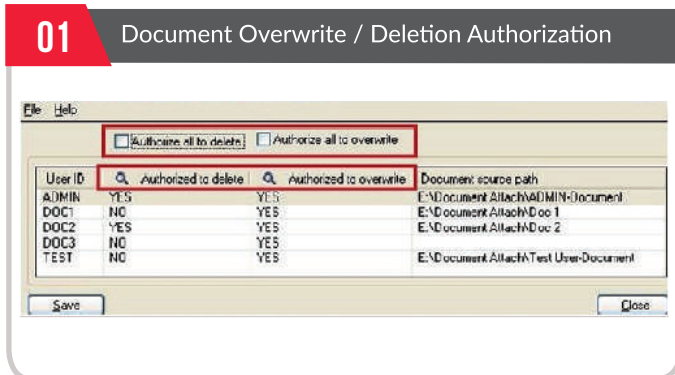 01 Document Overwrite / Deletion Authorization
File Help
Authorize all to delete Authorize all to overwrite
User ID Authorized to delete Authorized to overwrite Document source path
ADMIN YES YES E:\Document Attach\ADMIN-Document
DOC1 NO YES E:\Document Attach\Doc 1
DOC2 YES YES E:\Document Attach\Doc 2
DOC3 NO YES
TEST NO YES E:\Document Attach\Test User-Document
Save Close